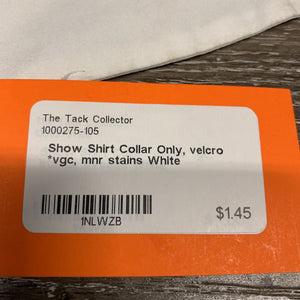 The Tack Collector
1000275-105
Show Shirt Collar Only, velcro
*vgc, mnr stains White
1NLWZB
$1.45